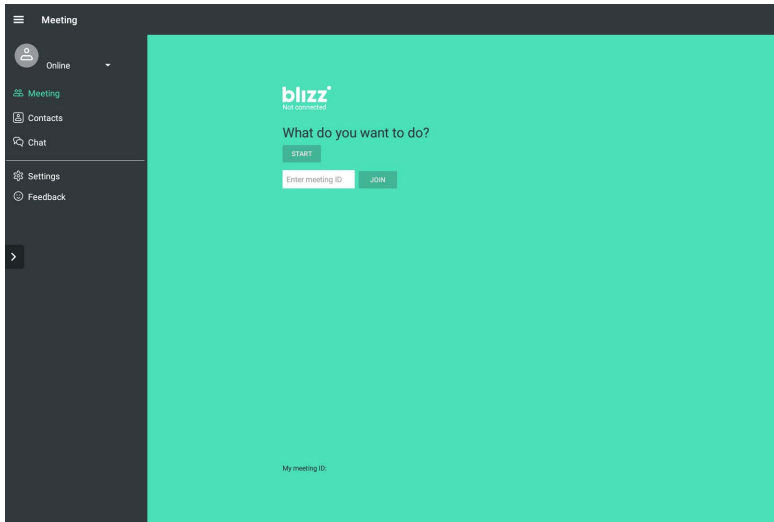 Meeting
Online
Meeting
Contacts
Chat
Settings
Feedback
blizz
Not connected
What do you want to do?
START
Enter meeting ID
JOIN
My meeting ID: